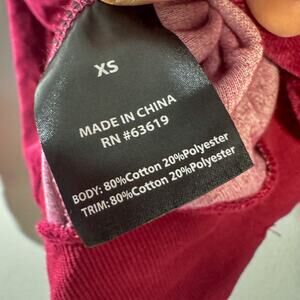 XS
MADE IN CHINA
RN #63619
BODY: 80%Cotton 20%Polyester
TRIM: 80%Cotton 20%Polyester